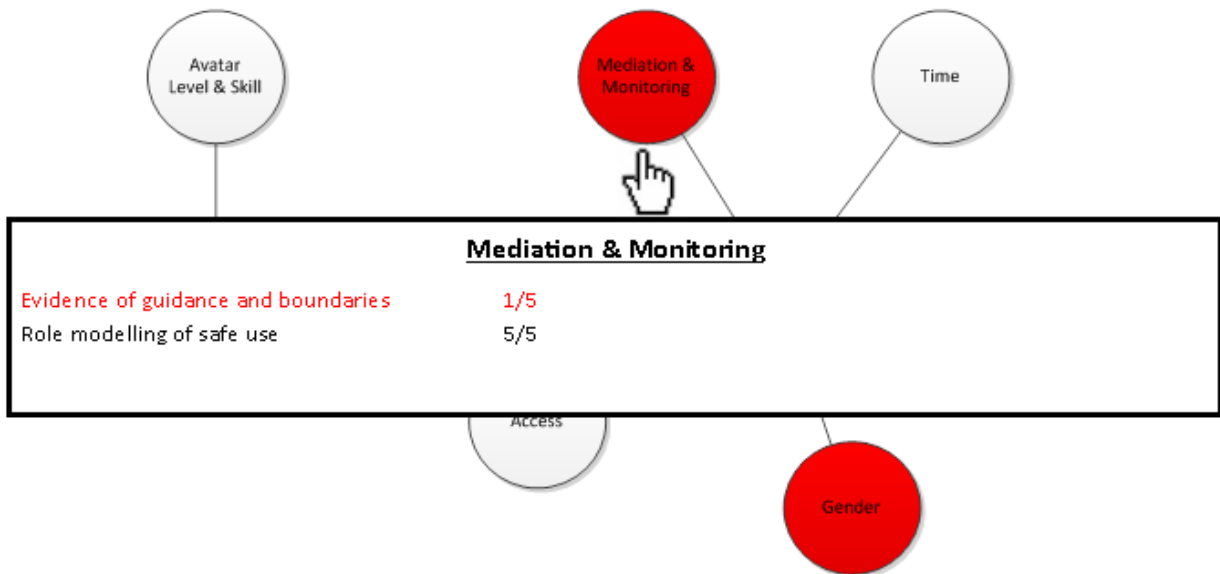 Avatar
Level & Skill
Mediation &
Monitoring
Time
Mediation & Monitoring
Evidence of guidance and boundaries 1/5
Role modelling of safe use 5/5
Access
Gender